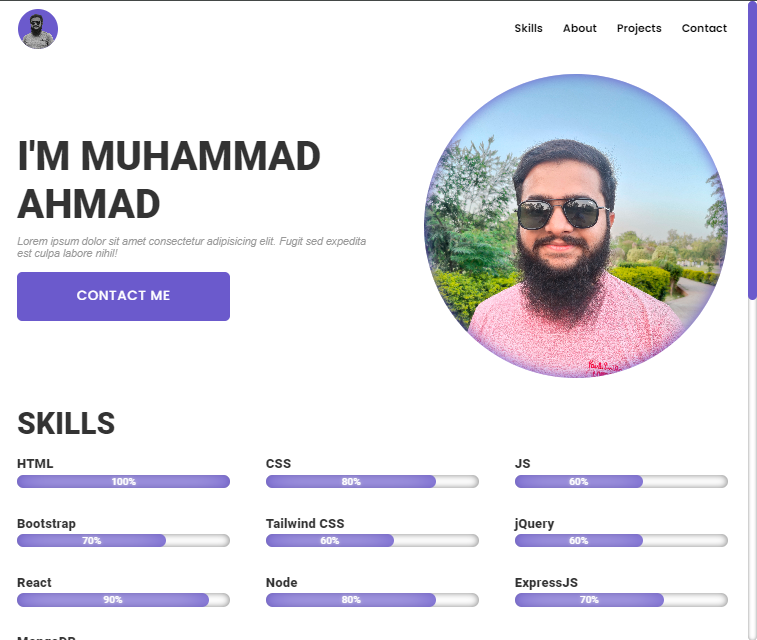 Skills About Projects Contact
I'M MUHAMMAD
AHMAD
Lorem ipsum dolor sit amet consectetur adipisicing elit. Fugit sed expedita
est culpa labore nihil!
CONTACT ME
SKILLS
HTML
100%
CSS
80%
JS
60%
Bootstrap
70%
Tailwind CSS
60%
jQuery
60%
React
90%
Node
80%
ExpressJS
70%
MongoDB